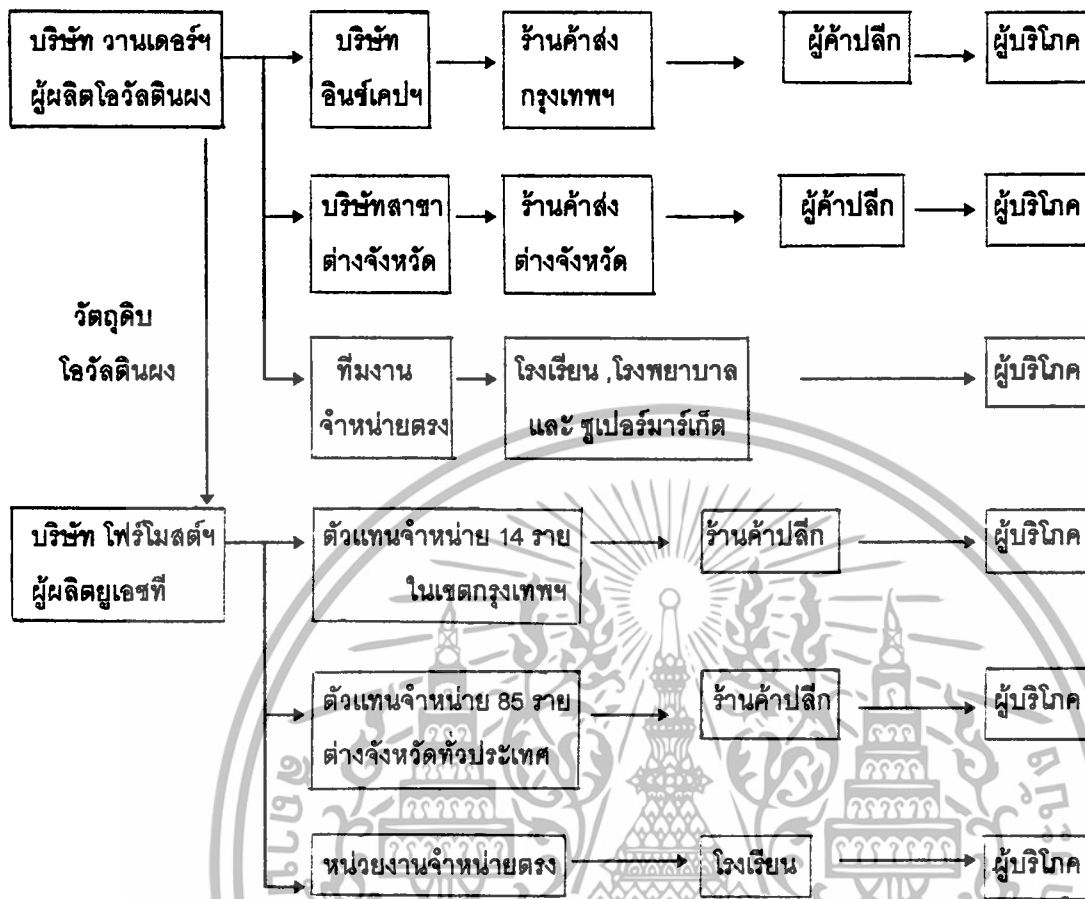 บริษัท วานเดอร์ฯ
ผู้ผลิตโอวัลตินผง
บริษัท
อินช์เคปฯ
ร้านค้าส่ง
กรุงเทพฯ
ผู้ค้าปลีก
ผู้บริโภค
บริษัทสาขา
ต่างจังหวัด
ร้านค้าส่ง
ต่างจังหวัด
ผู้ค้าปลีก
ผู้บริโภค
วัตถุดิบ
โอวัลตินผง
ทีมงาน
จำหน่ายตรง
โรงเรียน ,โรงพยาบาล
และ ซูเปอร์มาร์เก็ต
ผู้บริโภค
บริษัท โฟร์โมสต์ฯ
ผู้ผลิตยูเอชที
ตัวแทนจำหน่าย 14 ราย
ในเขตกรุงเทพฯ
ร้านค้าปลีก
ผู้บริโภค
ตัวแทนจำหน่าย 85 ราย
ต่างจังหวัดทั่วประเทศ
ร้านค้าปลีก
ผู้บริโภค
หน่วยงานจำหน่ายตรง
โรงเรียน
ผู้บริโภค